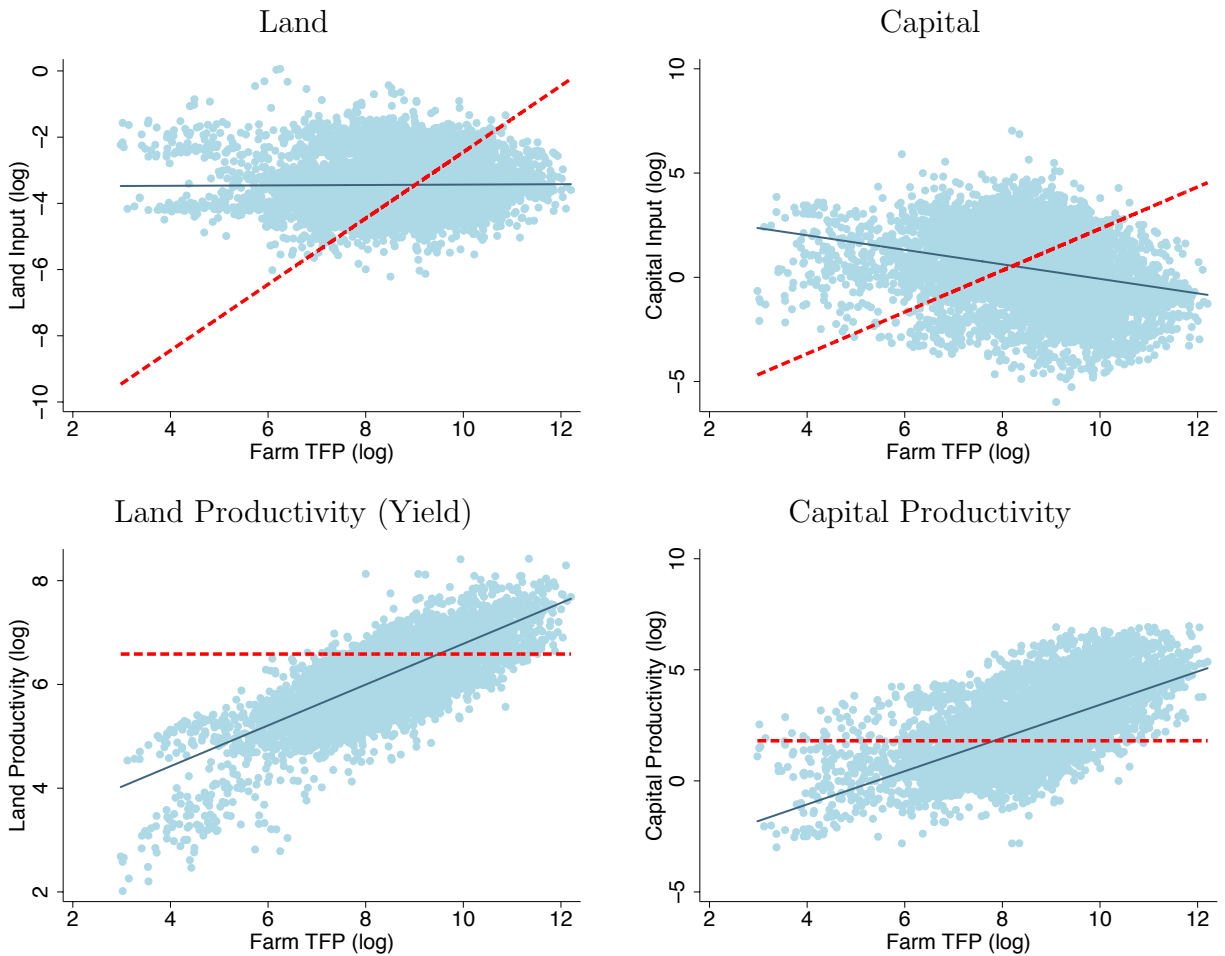 Land
0
−2
−4
−6
−8
−10
Land Input (log)
2 4 6 8 10 12
Farm TFP (log)
Capital
10
5
0
−5
Capital Input (log)
2 4 6 8 10 12
Farm TFP (log)
Land Productivity (Yield)
8
6
4
2
Land Productivity (log)
2 4 6 8 10 12
Farm TFP (log)
Capital Productivity
10
5
0
−5
Capital Productivity (log)
2 4 6 8 10 12
Farm TFP (log)